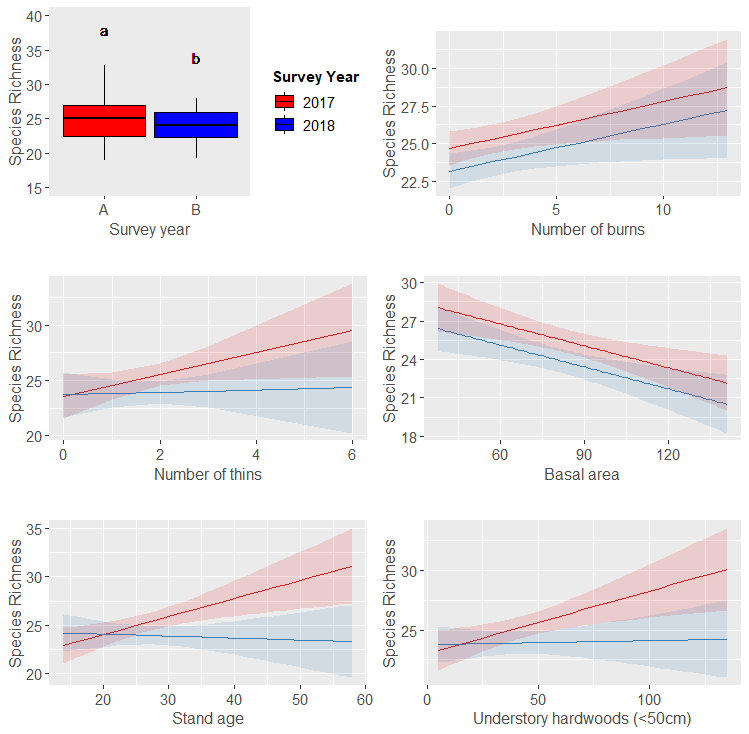 40
35
30
25
20
15
Species Richness
a
b
A
B
Survey year
Survey Year
2017
2018
30.0
27.5
25.0
22.5
Species Richness
0
5
10
Number of burns
30
25
20
Species Richness
0
2
4
6
Number of thins
30
27
24
21
18
Species Richness
60
90
120
Basal area
35
30
25
20
Species Richness
20
30
40
50
60
Stand age
30
25
Species Richness
0
50
100
Understory hardwoods (<50cm)